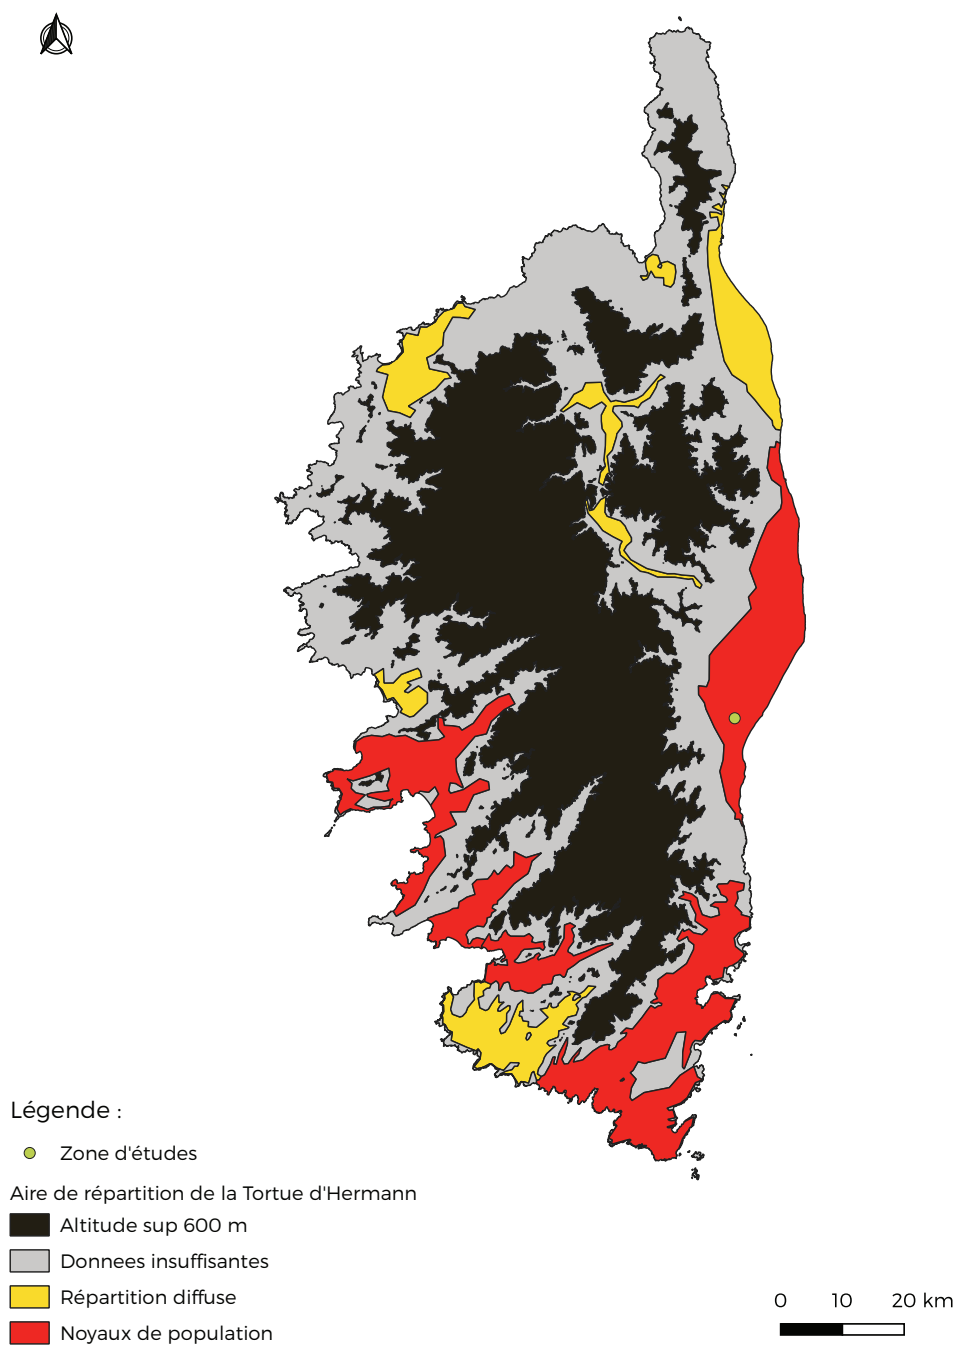 Légende :
Zone d'études
Aire de répartition de la Tortue d'Hermann
Altitude sup 600 m
Donnees insuffisantes
Répartition diffuse
Noyaux de population
0 10 20 km